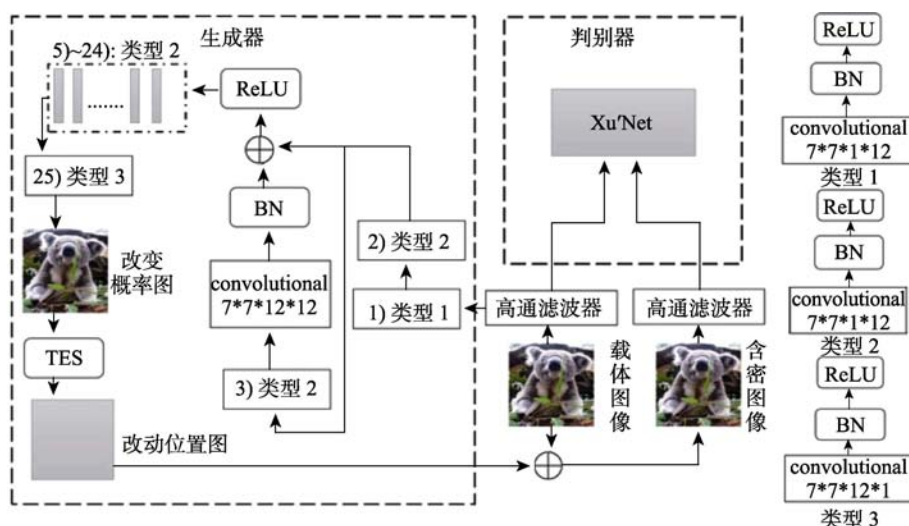 生成器
5)~24): 类型 2
.......
ReLU
25) 类型 3
BN
改变
概率图
convolutional
7*7*12*12
2) 类型 2
1) 类型 1
TES
3) 类型 2
改动位置图
判别器
Xu'Net
高通滤波器
高通滤波器
载体图像
含密图像
ReLU
BN
convolutional
7*7*1*12
类型 1
ReLU
BN
convolutional
7*7*1*12
类型 2
ReLU
BN
convolutional
7*7*12*1
类型 3